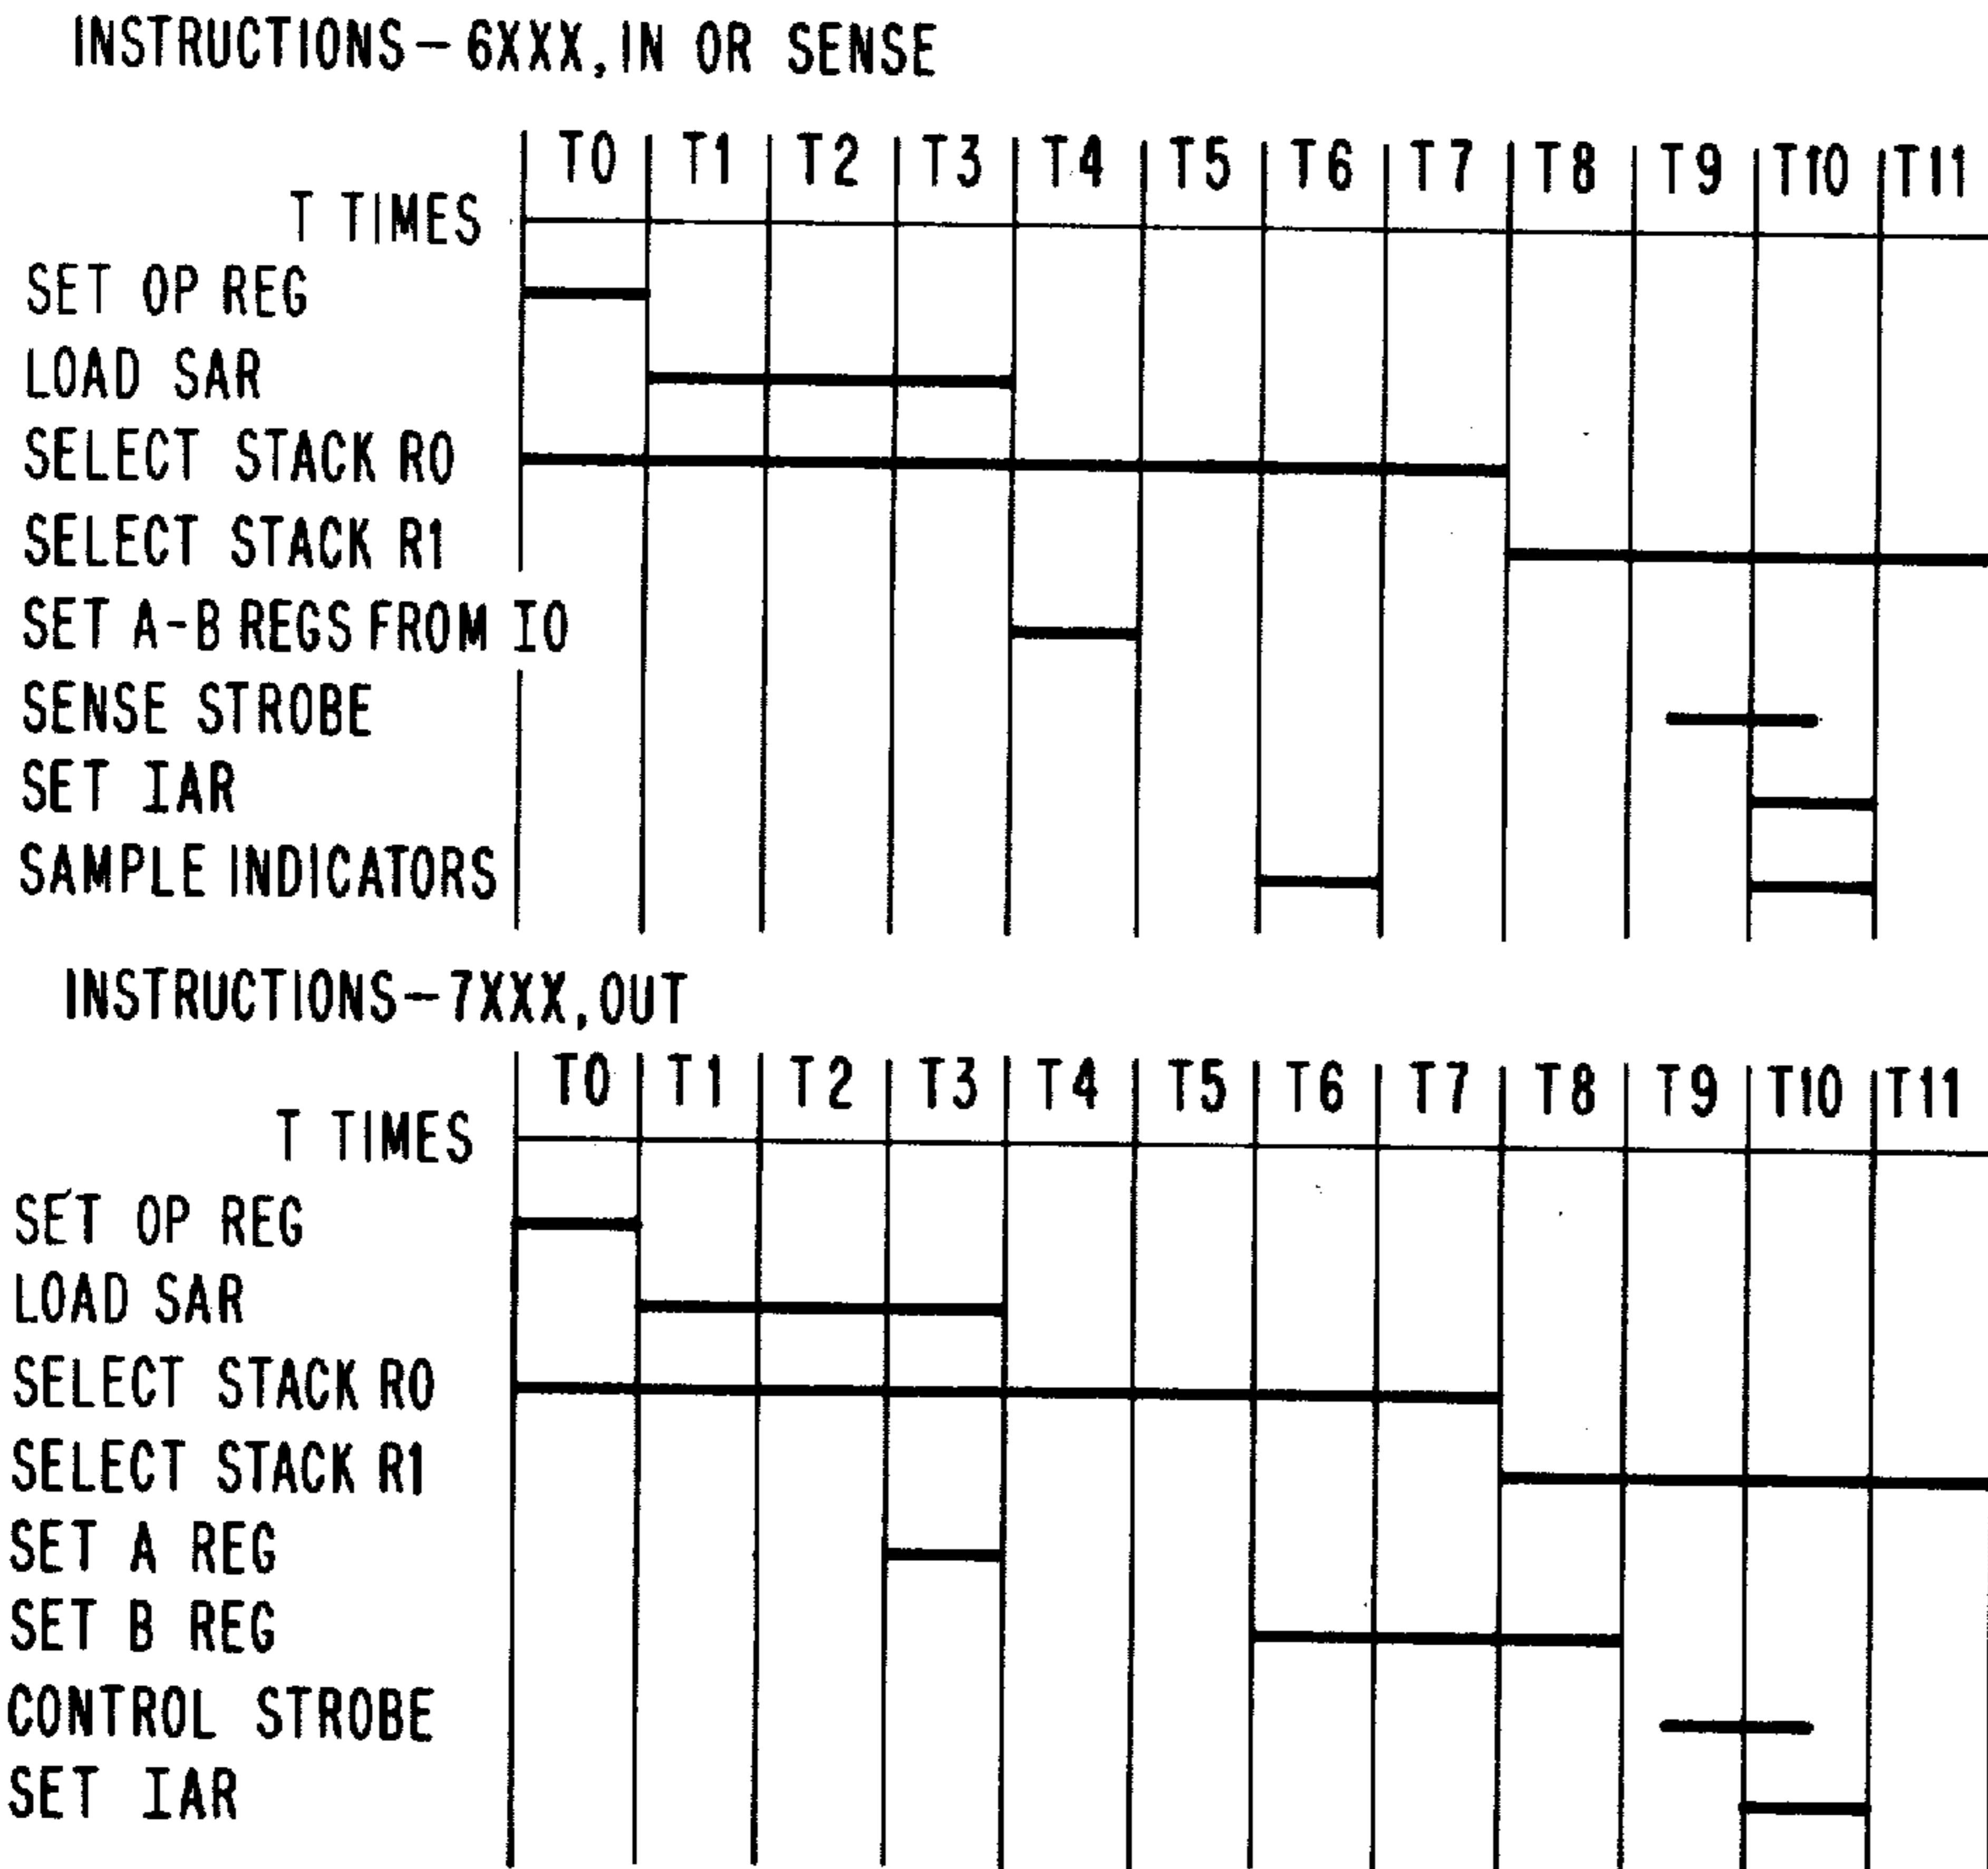 INSTRUCTIONS—6XXX, IN OR SENSE
T0 T1 T2 T3 T4 T5 T6 T7 T8 T9 T10 T11
T TIMES
SET OP REG
LOAD SAR
SELECT STACK R0
SELECT STACK R1
SET A-B REGS FROM IO
SENSE STROBE
SET IAR
SAMPLE INDICATORS
INSTRUCTIONS—7XXX, OUT
T0 T1 T2 T3 T4 T5 T6 T7 T8 T9 T10 T11
T TIMES
SET OP REG
LOAD SAR
SELECT STACK R0
SELECT STACK R1
SET A REG
SET B REG
CONTROL STROBE
SET IAR